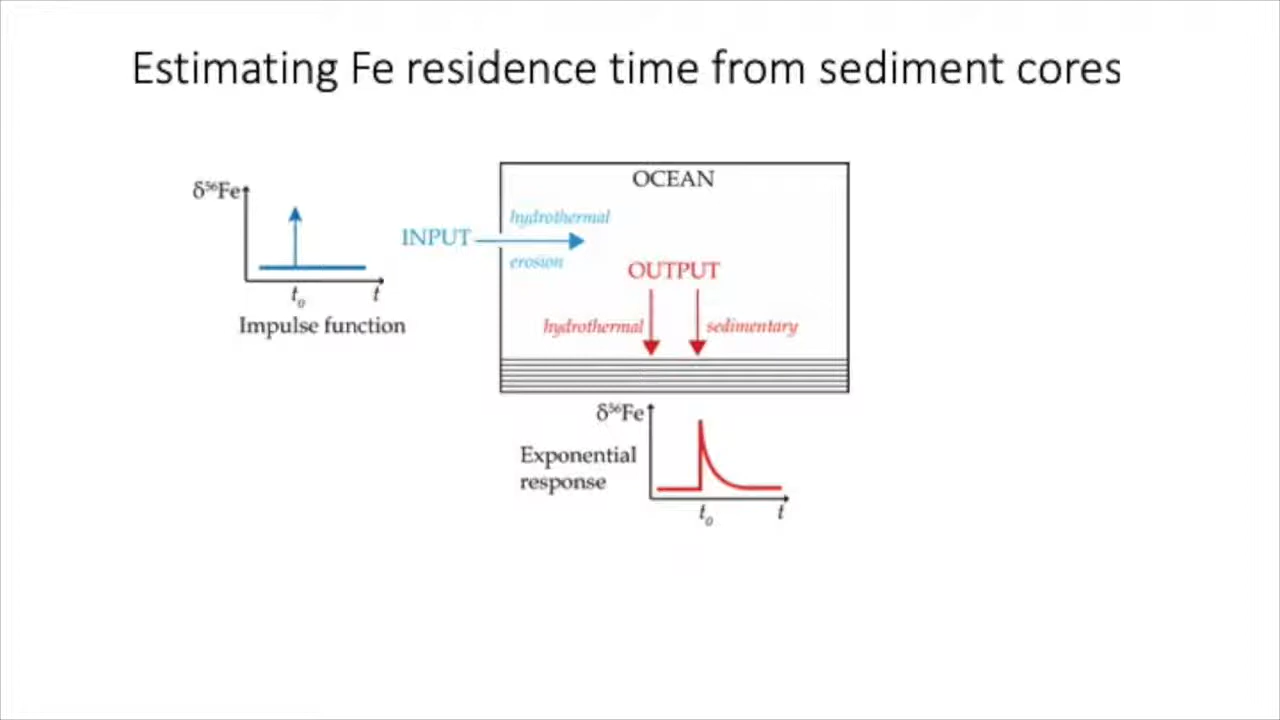 Estimating Fe residence time from sediment cores
δ⁵⁶Fe
t₀
t
Impulse function
INPUT
OCEAN
hydrothermal
erosion
OUTPUT
hydrothermal
sedimentary
δ⁵⁶Fe
Exponential
response
t₀
t